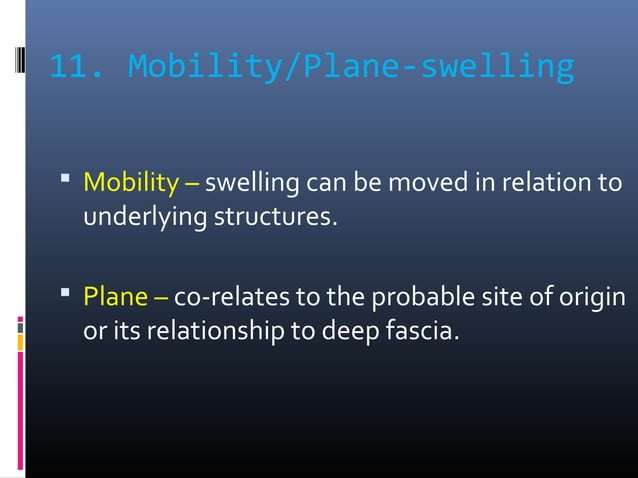 11. Mobility/Plane-swelling
▪ Mobility – swelling can be moved in relation to
underlying structures.
▪ Plane – co-relates to the probable site of origin
or its relationship to deep fascia.